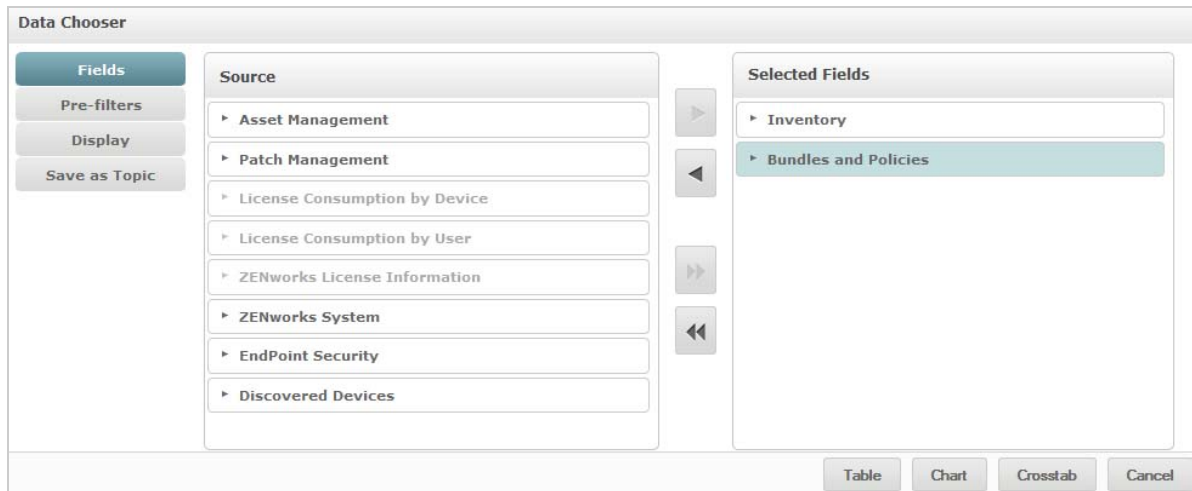 Data Chooser
Fields
Pre-filters
Display
Save as Topic
Source
Asset Management
Patch Management
License Consumption by Device
License Consumption by User
ZENworks License Information
ZENworks System
EndPoint Security
Discovered Devices
Selected Fields
Inventory
Bundles and Policies
Table
Chart
Crosstab
Cancel